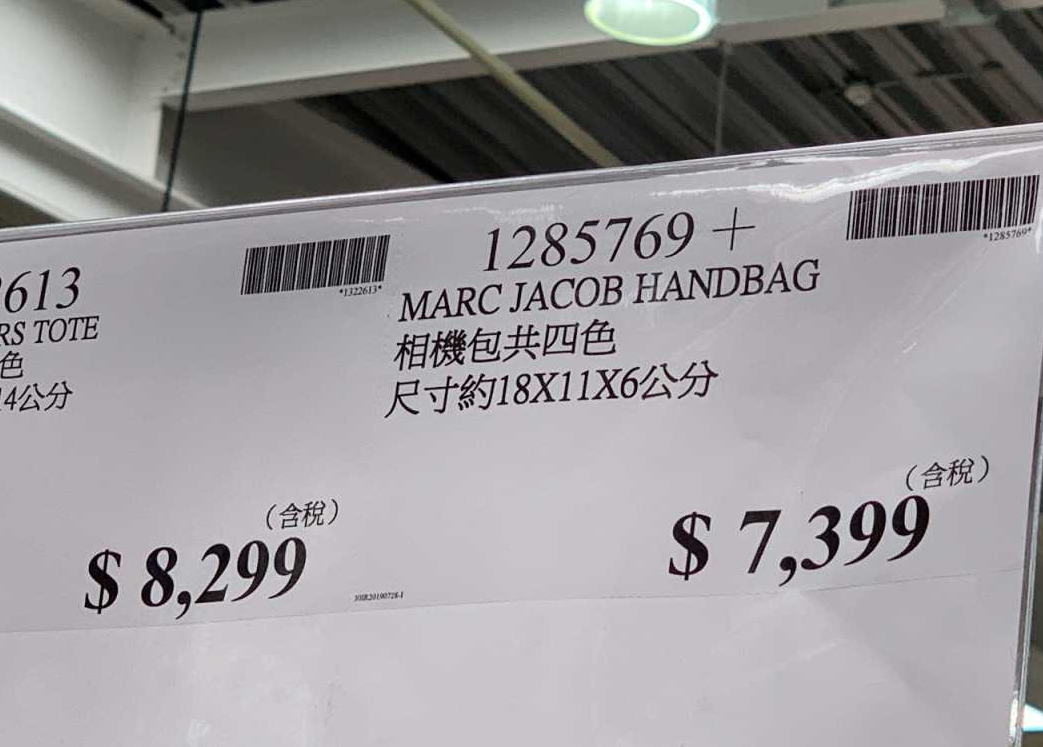 613
RS TOTE
色
14公分
*1322613*
(含稅)
$ 8,299
1285769 +
*1285769*
MARC JACOB HANDBAG
相機包共四色
尺寸約18X11X6公分
(含稅)
$ 7,399